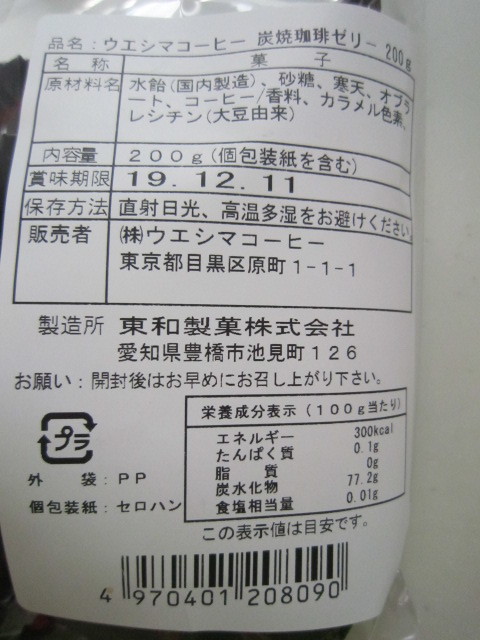 品名：ウエシマコーヒー 炭焼珈琲ゼリー 200g
名 称 菓 子
原材料名 水飴(国内製造)、砂糖、寒天、オブラ
ート、コーヒー/香料、カラメル色素、
レシチン(大豆由来)
内容量 200g(個包装紙を含む)
賞味期限 19.12.11
保存方法 直射日光、高温多湿をお避けください。
販売者 ㈱ウエシマコーヒー
東京都目黒区原町1-1-1
製造所 東和製菓株式会社
愛知県豊橋市池見町126
お願い：開封後はお早めにお召し上がり下さい。
プラ
外 袋：PP
個包装紙：セロハン
栄養成分表示(100g当たり)
エネルギー 300kcal
たんぱく質 0.1g
脂 質 0g
炭水化物 77.2g
食塩相当量 0.01g
この表示値は目安です。
4 970401 208090